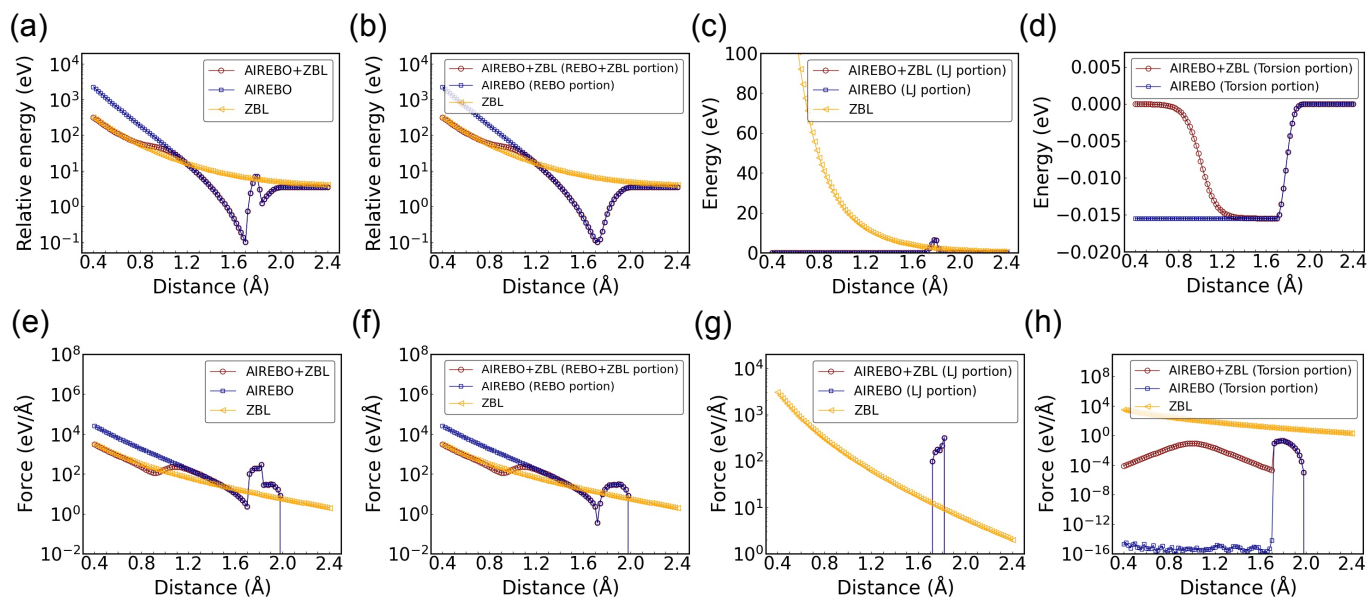 (a)
Relative energy (eV)
10⁴
10³
10²
10¹
10⁰
10⁻¹
AIREBO+ZBL
AIREBO
ZBL
0.4 0.8 1.2 1.6 2.0 2.4
Distance (Å)
(b)
Relative energy (eV)
10⁴
10³
10²
10¹
10⁰
10⁻¹
AIREBO+ZBL (REBO+ZBL portion)
AIREBO (REBO portion)
ZBL
0.4 0.8 1.2 1.6 2.0 2.4
Distance (Å)
(c)
Energy (eV)
100
80
60
40
20
0
AIREBO+ZBL (LJ portion)
AIREBO (LJ portion)
ZBL
0.4 0.8 1.2 1.6 2.0 2.4
Distance (Å)
(d)
Energy (eV)
0.005
0.000
−0.005
−0.010
−0.015
−0.020
AIREBO+ZBL (Torsion portion)
AIREBO (Torsion portion)
0.4 0.8 1.2 1.6 2.0 2.4
Distance (Å)
(e)
Force (eV/Å)
10⁸
10⁶
10⁴
10²
10⁰
10⁻²
AIREBO+ZBL
AIREBO
ZBL
0.4 0.8 1.2 1.6 2.0 2.4
Distance (Å)
(f)
Force (eV/Å)
10⁸
10⁶
10⁴
10²
10⁰
10⁻²
AIREBO+ZBL (REBO+ZBL portion)
AIREBO (REBO portion)
ZBL
0.4 0.8 1.2 1.6 2.0 2.4
Distance (Å)
(g)
Force (eV/Å)
10⁴
10³
10²
10¹
10⁰
AIREBO+ZBL (LJ portion)
AIREBO (LJ portion)
ZBL
0.4 0.8 1.2 1.6 2.0 2.4
Distance (Å)
(h)
Force (eV/Å)
10⁸
10⁴
10⁰
10⁻⁴
10⁻⁸
10⁻¹²
10⁻¹⁶
AIREBO+ZBL (Torsion portion)
AIREBO (Torsion portion)
ZBL
0.4 0.8 1.2 1.6 2.0 2.4
Distance (Å)